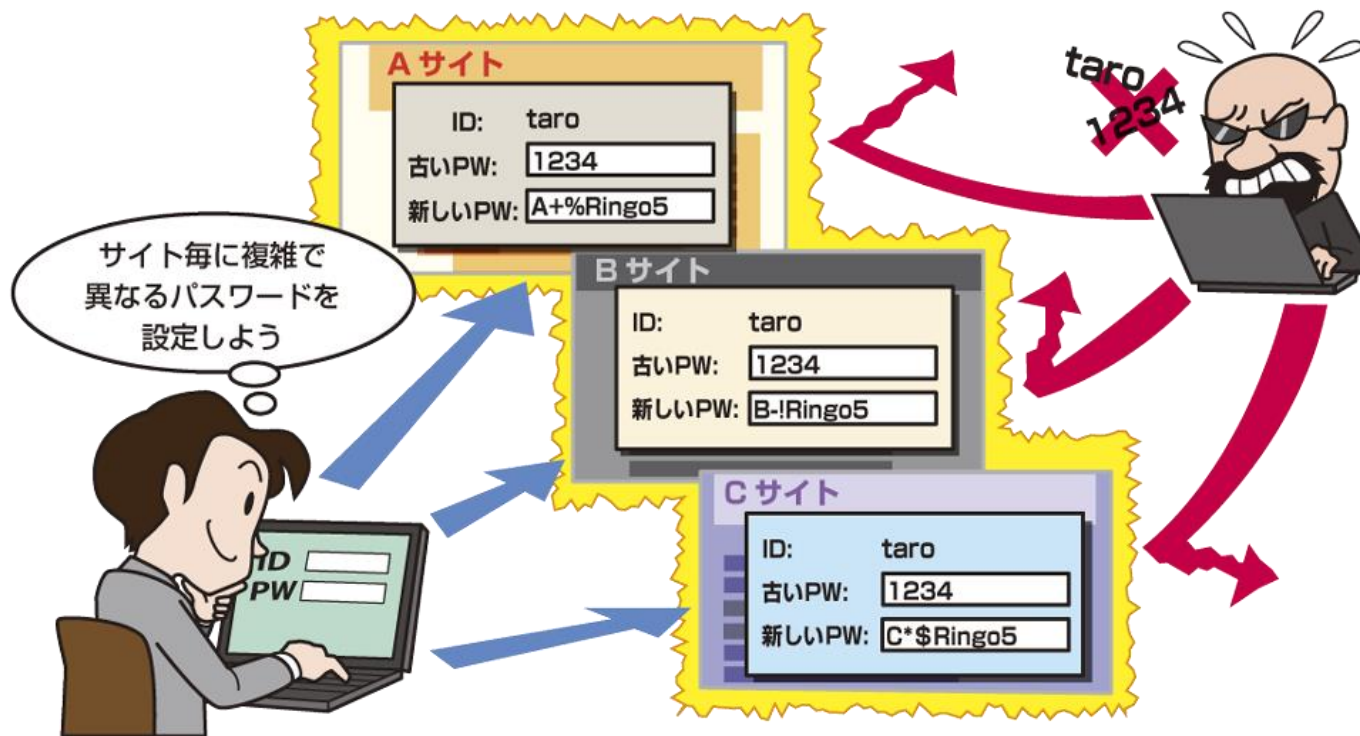 Aサイト
ID: taro
古いPW: 1234
新しいPW: A+%Ringo5
taro
1234
サイト毎に複雑で
異なるパスワードを
設定しよう
Bサイト
ID: taro
古いPW: 1234
新しいPW: B-!Ringo5
Cサイト
ID: taro
古いPW: 1234
新しいPW: C*$Ringo5
ID
PW